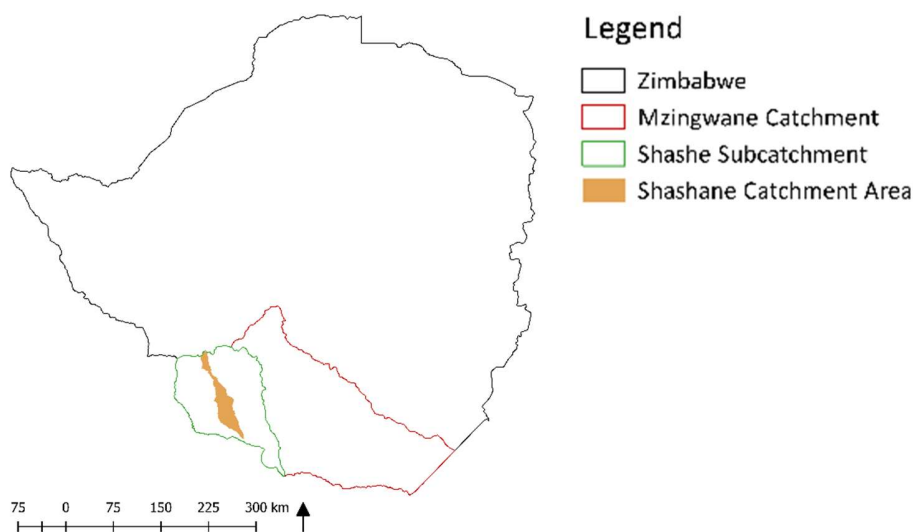 Legend
Zimbabwe
Mzingwane Catchment
Shashe Subcatchment
Shashane Catchment Area
75 0 75 150 225 300 km